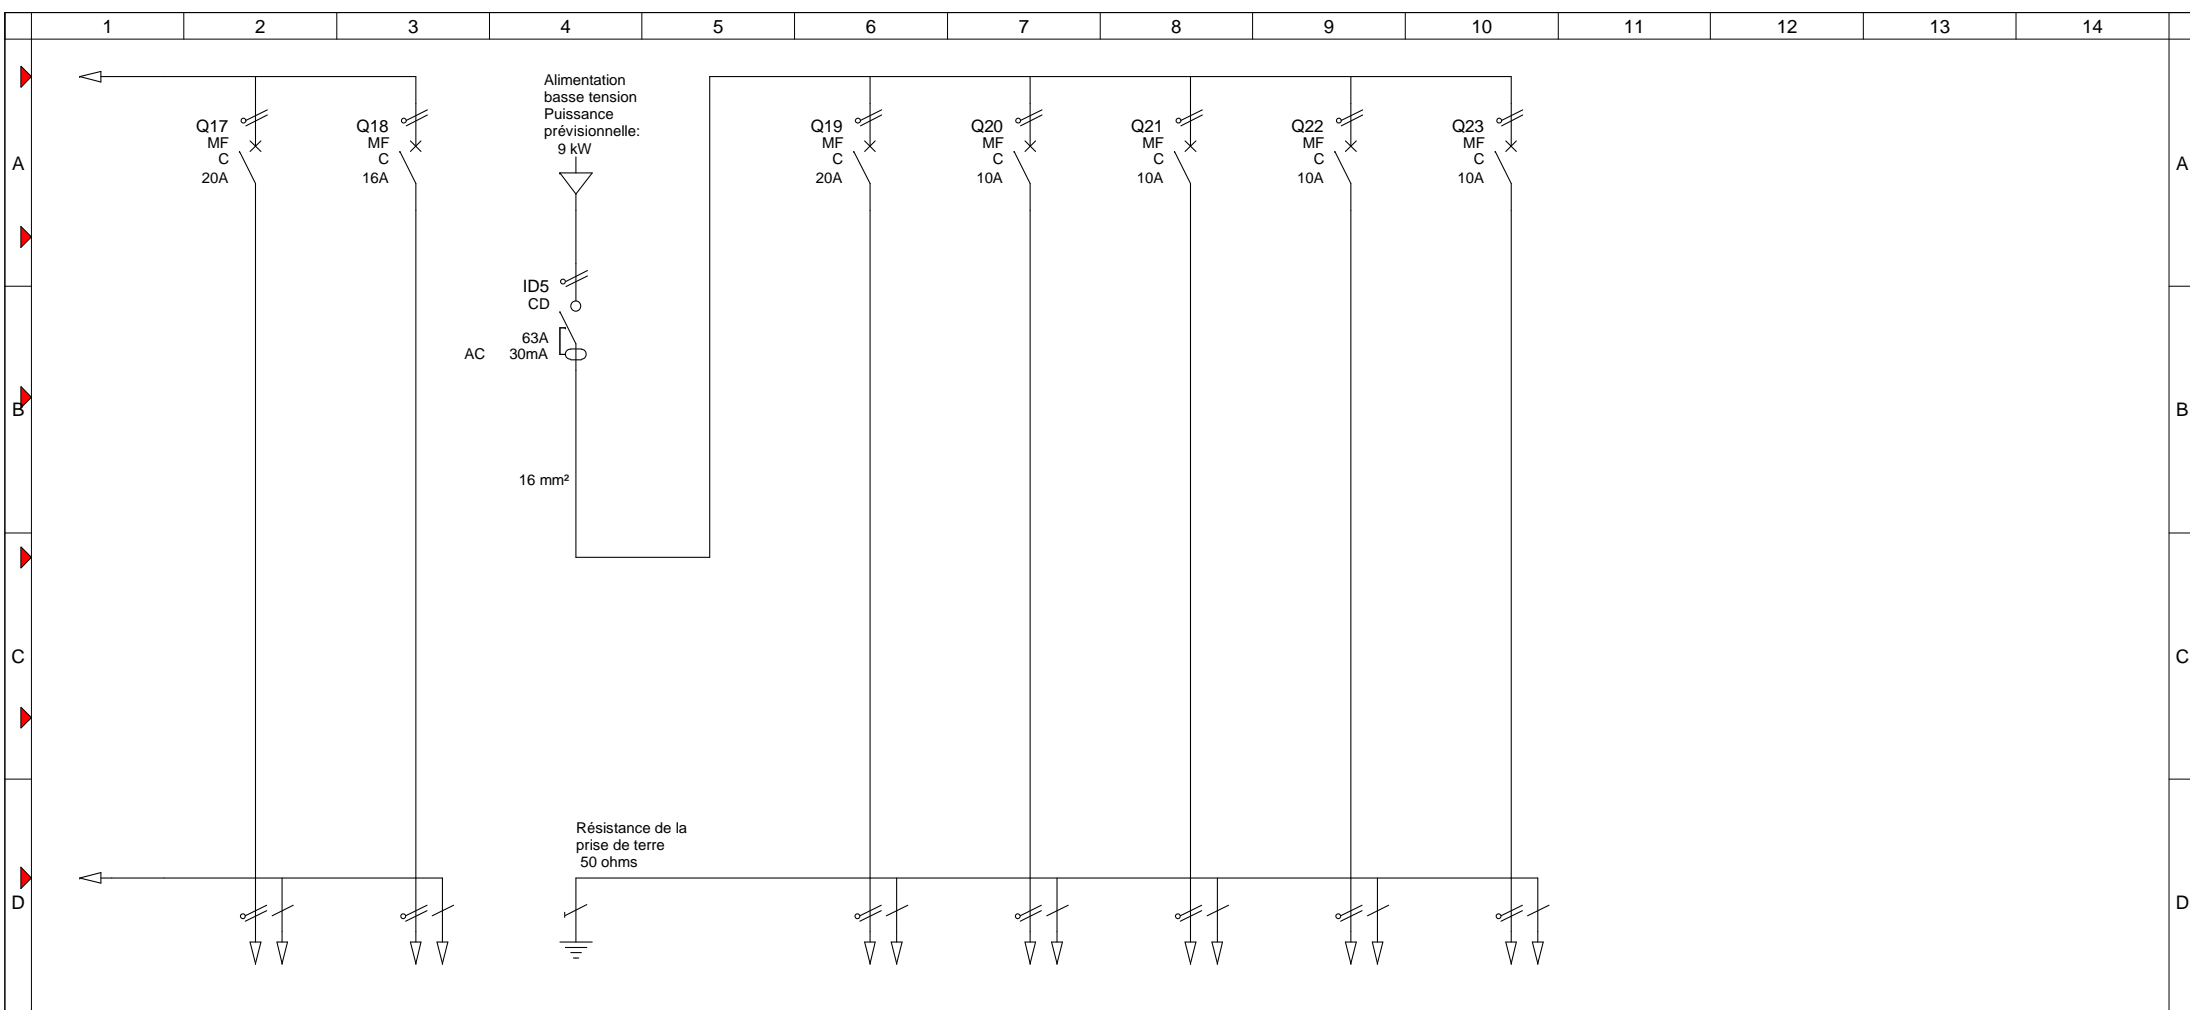 1 2 3 4 5 6 7 8 9 10 11 12 13 14
Alimentation
basse tension
Puissance
prévisionnelle:
9 kW
Q17
MF
C
20A
Q18
MF
C
16A
Q19
MF
C
20A
Q20
MF
C
10A
Q21
MF
C
10A
Q22
MF
C
10A
Q23
MF
C
10A
A A
ID5
CD
63A
AC 30mA
B B
16 mm²
C C
Résistance de la
prise de terre
50 ohms
D D